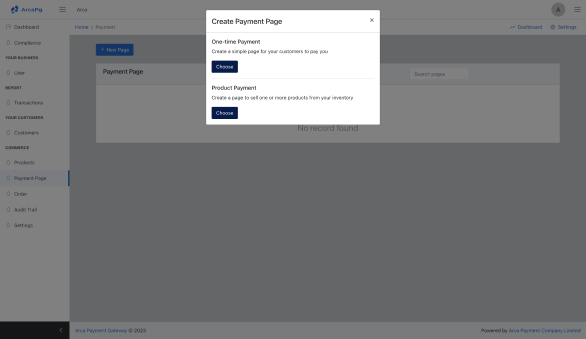 ArcaPg
Arca
A
Dashboard
Home / Payment
Dashboard
Settings
Compliance
YOUR BUSINESS
User
REPORT
Transactions
YOUR CUSTOMERS
Customers
COMMERCE
Products
Payment Page
Order
Audit Trail
Settings
+ New Page
Payment Page
Search pages
No record found
Create Payment Page
×
One-time Payment
Create a simple page for your customers to pay you
Choose
Product Payment
Create a page to sell one or more products from your inventory
Choose
Arca Payment Gateway © 2023
Powered by Arca Payment Company Limited